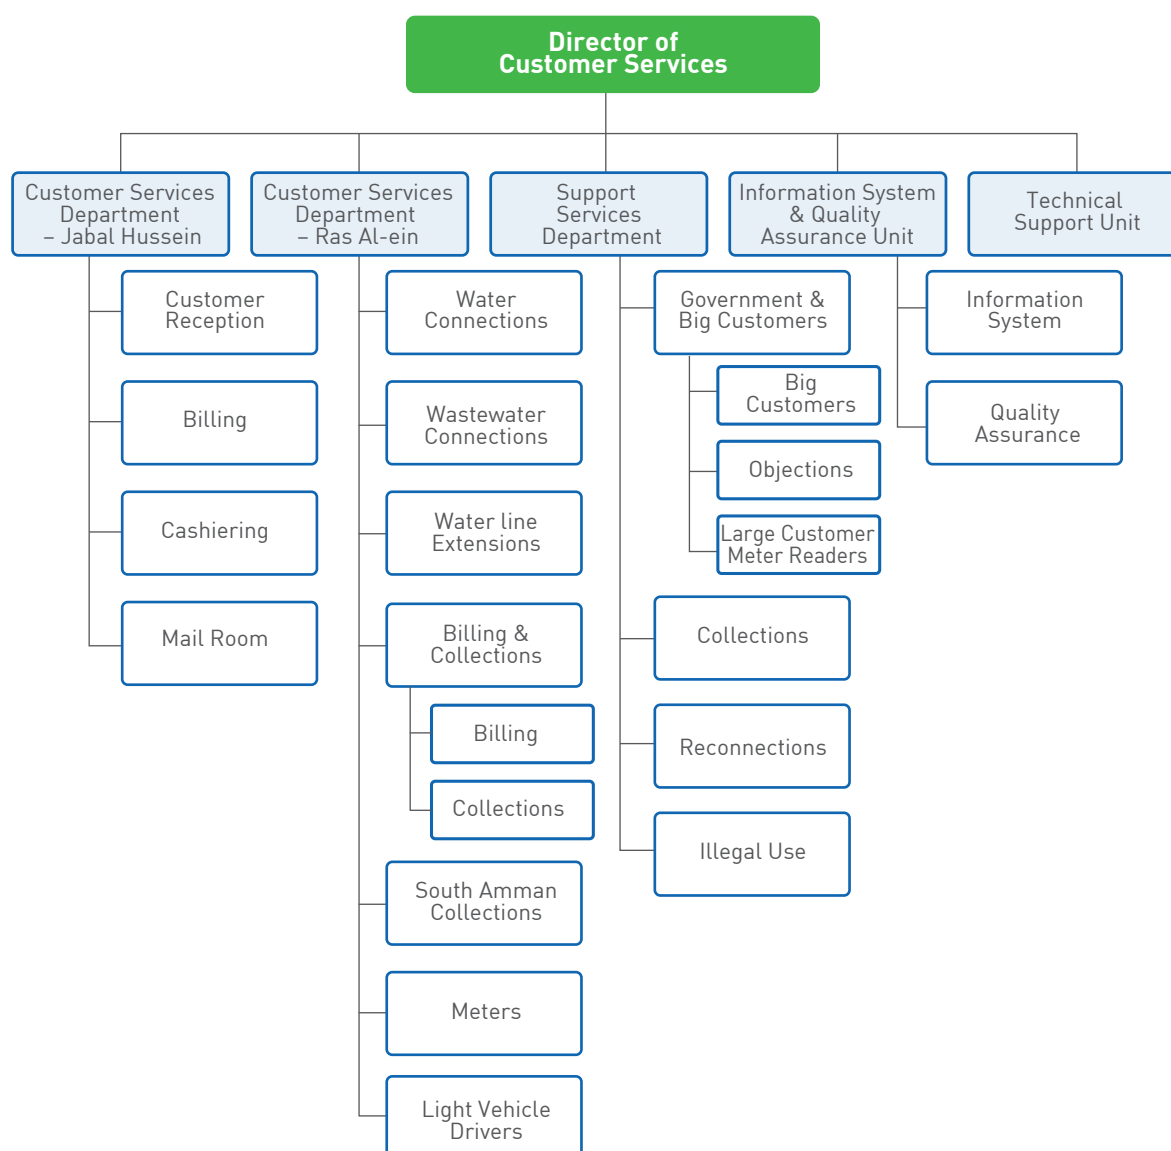 Director of
Customer Services
Customer Services
Department
– Jabal Hussein
Customer Services
Department
– Ras Al-ein
Support
Services
Department
Information System
& Quality
Assurance Unit
Technical
Support Unit
Customer
Reception
Billing
Cashiering
Mail Room
Water
Connections
Wastewater
Connections
Water line
Extensions
Billing &
Collections
Billing
Collections
South Amman
Collections
Meters
Light Vehicle
Drivers
Government &
Big Customers
Big
Customers
Objections
Large Customer
Meter Readers
Collections
Reconnections
Illegal Use
Information
System
Quality
Assurance